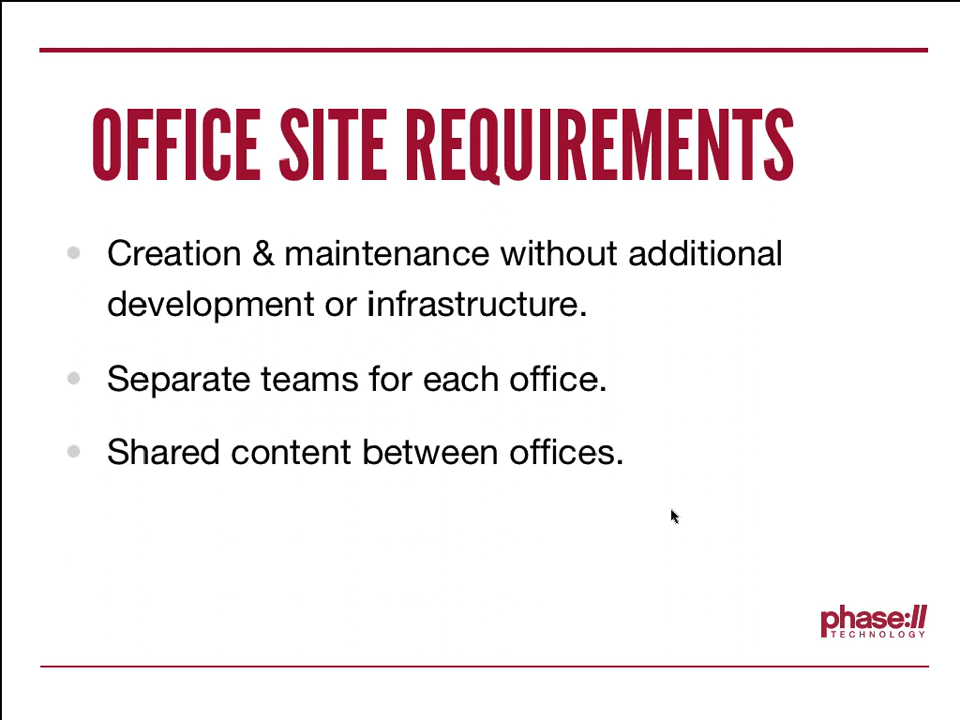 OFFICE SITE REQUIREMENTS
Creation & maintenance without additional
development or infrastructure.
Separate teams for each office.
Shared content between offices.
phase:II
TECHNOLOGY